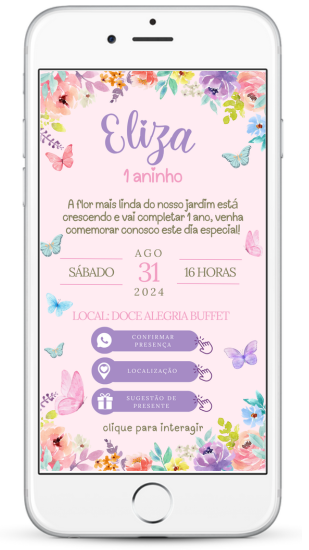 Eliza
1 aninho
A flor mais linda do nosso jardim está
crescendo e vai completar 1 ano, venha
comemorar conosco este dia especial!
AGO
SÁBADO 31 16 HORAS
2024
LOCAL: DOCE ALEGRIA BUFFET
CONFIRMAR
PRESENÇA
LOCALIZAÇÃO
SUGESTÃO DE
PRESENTE
clique para interagir